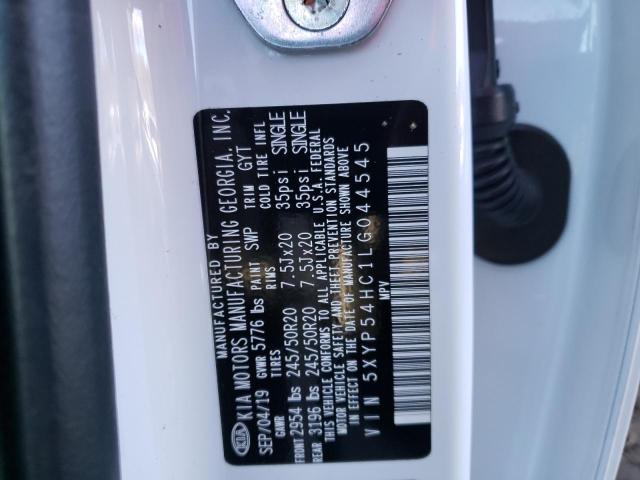 MANUFACTURED BY
KIA KIA MOTORS MANUFACTURING GEORGIA, INC.
SEP/04/19 GVWR 5776 lbs PAINT SWP TRIM GYT
GAWR TIRES RIMS COLD TIRE INFL
FRONT 2954 lbs 245/50R20 7.5Jx20 35psi SINGLE
REAR 3196 lbs 245/50R20 7.5Jx20 35psi SINGLE
THIS VEHICLE CONFORMS TO ALL APPLICABLE U.S.A. FEDERAL
MOTOR VEHICLE SAFETY AND THEFT PREVENTION STANDARDS
IN EFFECT ON THE DATE OF MANUFACTURE SHOWN ABOVE
VIN 5XYP54HC1LG044545
MPV